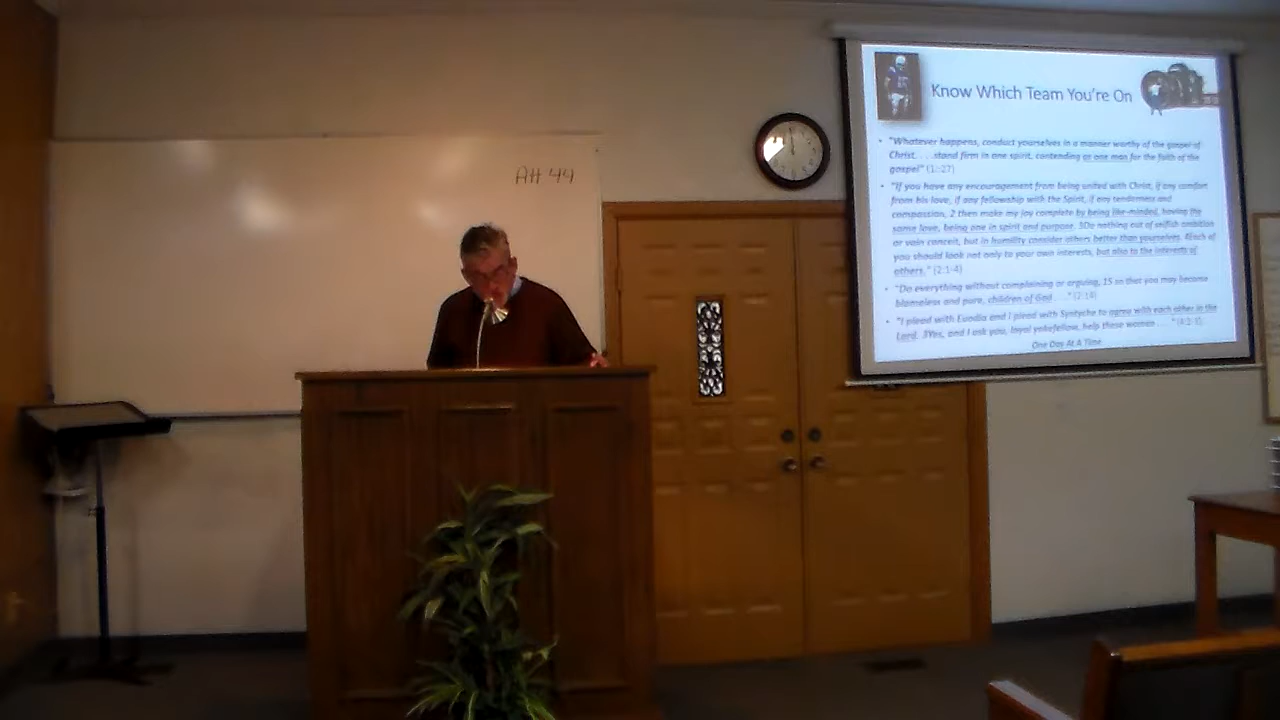 AH 44
Know Which Team You're On
• "Whatever happens, conduct yourselves in a manner worthy of the gospel of
Christ. . . .stand firm in one spirit, contending as one man for the faith of the
gospel" (1:27)
• "If you have any encouragement from being united with Christ, if any comfort
from his love, if any fellowship with the Spirit, if any tenderness and
compassion, 2 then make my joy complete by being like-minded, having the
same love, being one in spirit and purpose. 3Do nothing out of selfish ambition
or vain conceit, but in humility consider others better than yourselves. 4Each of
you should look not only to your own interests, but also to the interests of
others." (2:1-4)
• "Do everything without complaining or arguing, 15 so that you may become
blameless and pure, children of God . . . ." (2:14)
• "I plead with Euodia and I plead with Syntyche to agree with each other in the
Lord. 3Yes, and I ask you, loyal yokefellow, help these women . . . ."
One Day At A Time